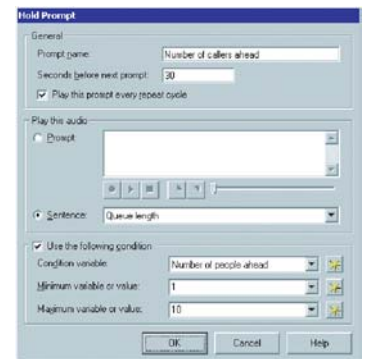 Hold Prompt
General
Prompt name: Number of callers ahead
Seconds before next prompt: 30
Play this prompt every repeat cycle
Play this audio
Prompt:
Sentence: Queue length
Use the following condition
Condition variable: Number of people ahead
Minimum variable or value: 1
Maximum variable or value: 10
OK Cancel Help